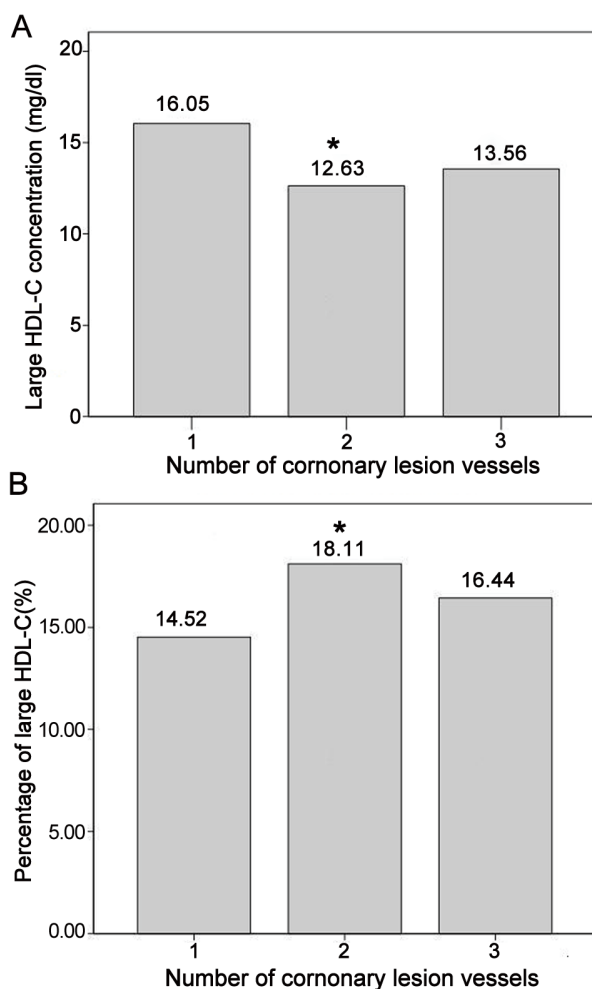 A
Large HDL-C concentration (mg/dl)
20
15
10
5
0
16.05
*
12.63
13.56
1 2 3
Number of cornonary lesion vessels
B
Percentage of large HDL-C(%)
20.00
15.00
10.00
5.00
0.00
14.52
*
18.11
16.44
1 2 3
Number of cornonary lesion vessels